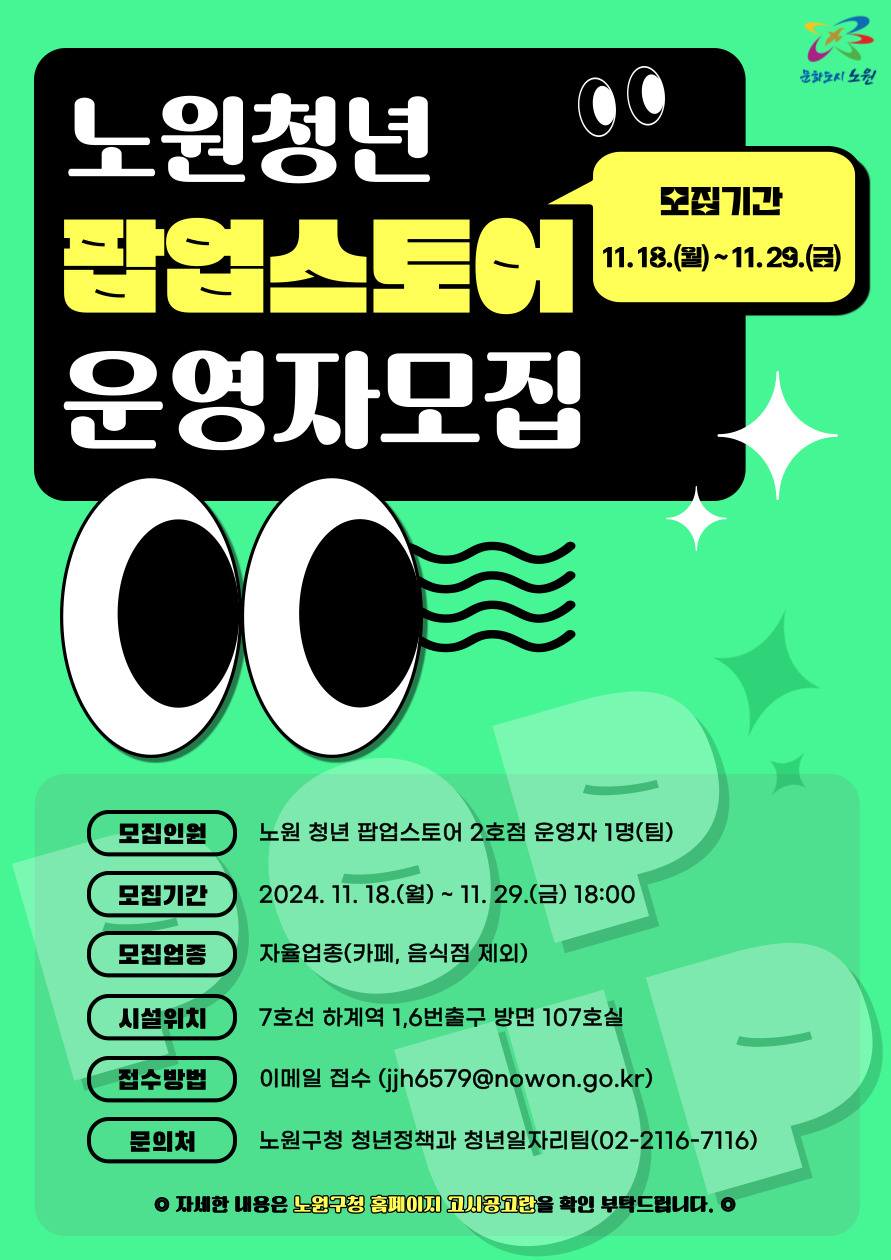 문화도시 노원
노원청년
팝업스토어
운영자모집
모집기간
11. 18.(월) ~ 11. 29.(금)
POP
UP
모집인원 노원 청년 팝업스토어 2호점 운영자 1명(팀)
모집기간 2024. 11. 18.(월) ~ 11. 29.(금) 18:00
모집업종 자율업종(카페, 음식점 제외)
시설위치 7호선 하계역 1,6번출구 방면 107호실
접수방법 이메일 접수 (jjh6579@nowon.go.kr)
문의처 노원구청 청년정책과 청년일자리팀(02-2116-7116)
자세한 내용은 노원구청 홈페이지 고시공고란을 확인 부탁드립니다.